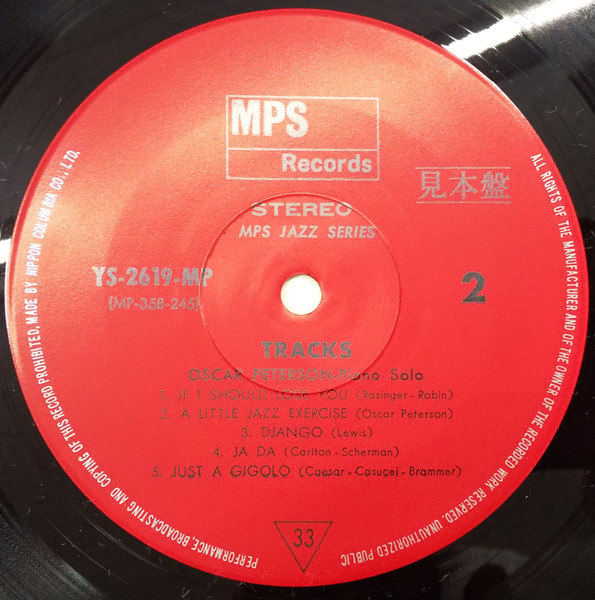 MPS
Records
見本盤
STEREO
MPS JAZZ SERIES
YS-2619-MP
(MP-358-245)
2
TRACKS
OSCAR PETERSON-Piano Solo
1. IF I SHOULD LOSE YOU (Rasinger - Robin)
2. A LITTLE JAZZ EXERCISE (Oscar Peterson)
3. DJANGO (Lewis)
4. JA DA (Carlton - Scherman)
5. JUST A GIGOLO (Caesar - Casucei - Brammer)
33
ALL RIGHTS OF THE MANUFACTURER AND OF THE OWNER OF THE RECORDED WORK RESERVED. UNAUTHORIZED PUBLIC
PERFORMANCE, BROADCASTING AND COPYING OF THIS RECORD PROHIBITED, MADE BY NIPPON COLUMBIA CO., LTD.